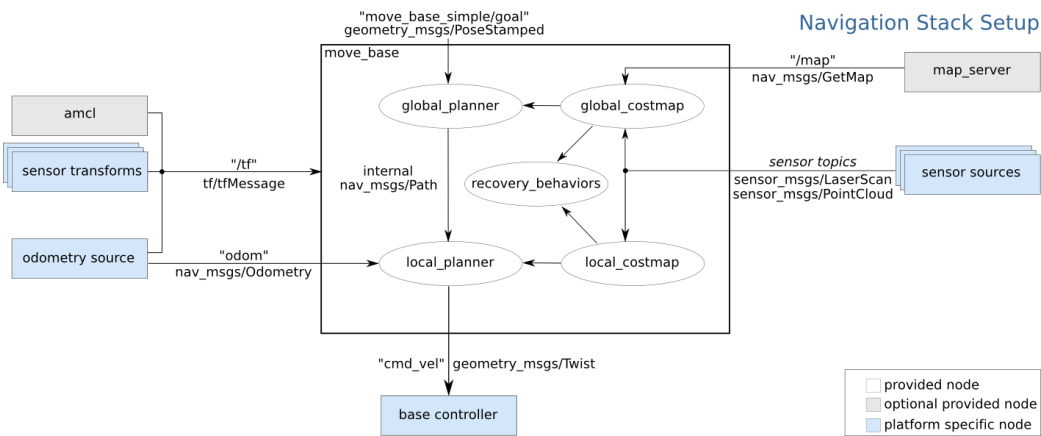 Navigation Stack Setup
"move_base_simple/goal"
geometry_msgs/PoseStamped
move_base
"/map"
nav_msgs/GetMap
map_server
amcl
global_planner
global_costmap
sensor transforms
"/tf"
tf/tfMessage
internal
nav_msgs/Path
recovery_behaviors
sensor topics
sensor_msgs/LaserScan
sensor_msgs/PointCloud
sensor sources
odometry source
"odom"
nav_msgs/Odometry
local_planner
local_costmap
"cmd_vel" geometry_msgs/Twist
base controller
provided node
optional provided node
platform specific node